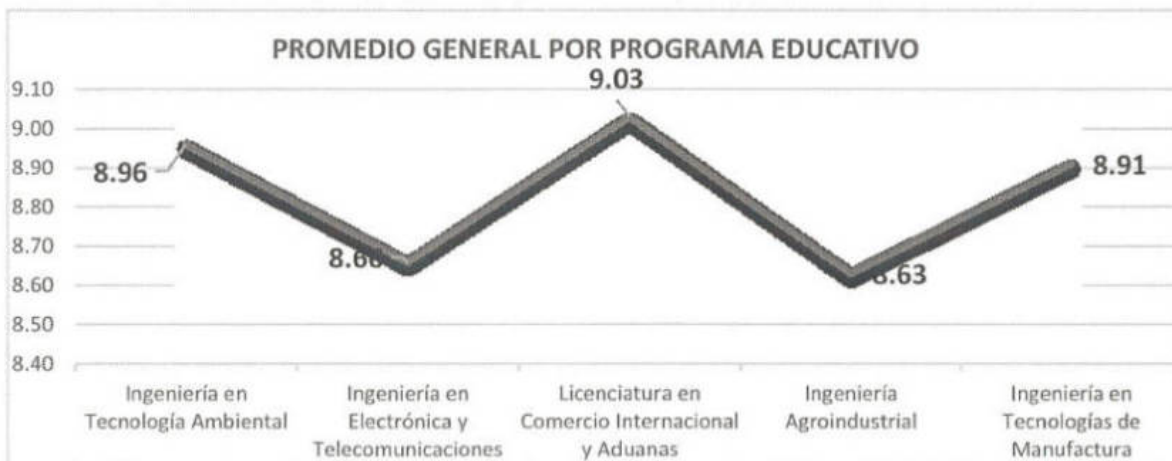 PROMEDIO GENERAL POR PROGRAMA EDUCATIVO
9.10
9.00
8.90
8.80
8.70
8.60
8.50
8.40
8.96
9.03
8.63
8.91
Ingeniería en
Tecnología Ambiental
Ingeniería en
Electrónica y
Telecomunicaciones
Licenciatura en
Comercio Internacional
y Aduanas
Ingeniería
Agroindustrial
Ingeniería en
Tecnologías de
Manufactura